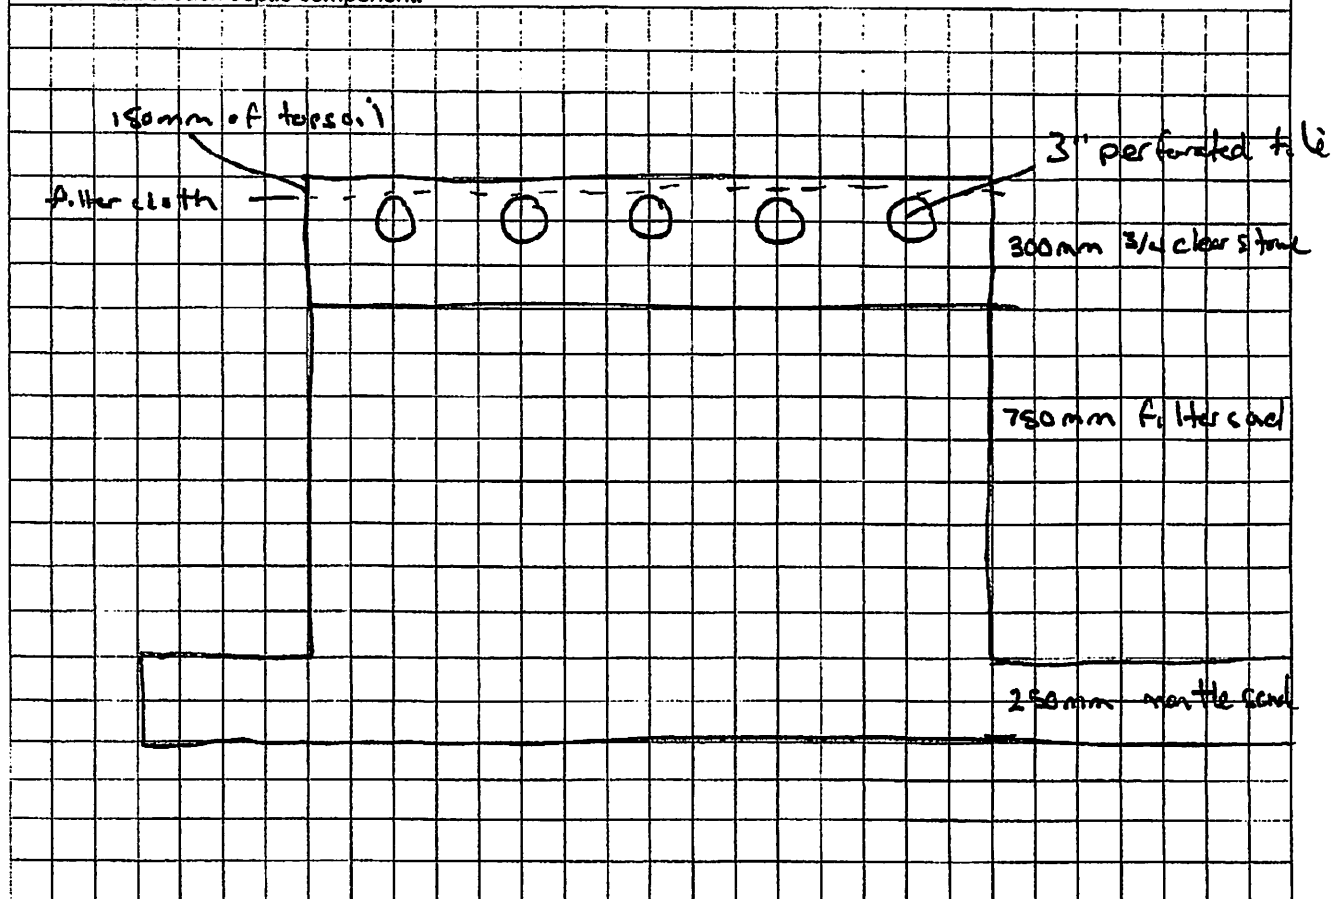 septic component.
150mm of topsoil
3" perforated tile
filter cloth
300mm 3/4 clear stone
750mm filter sand
250mm mantle sand